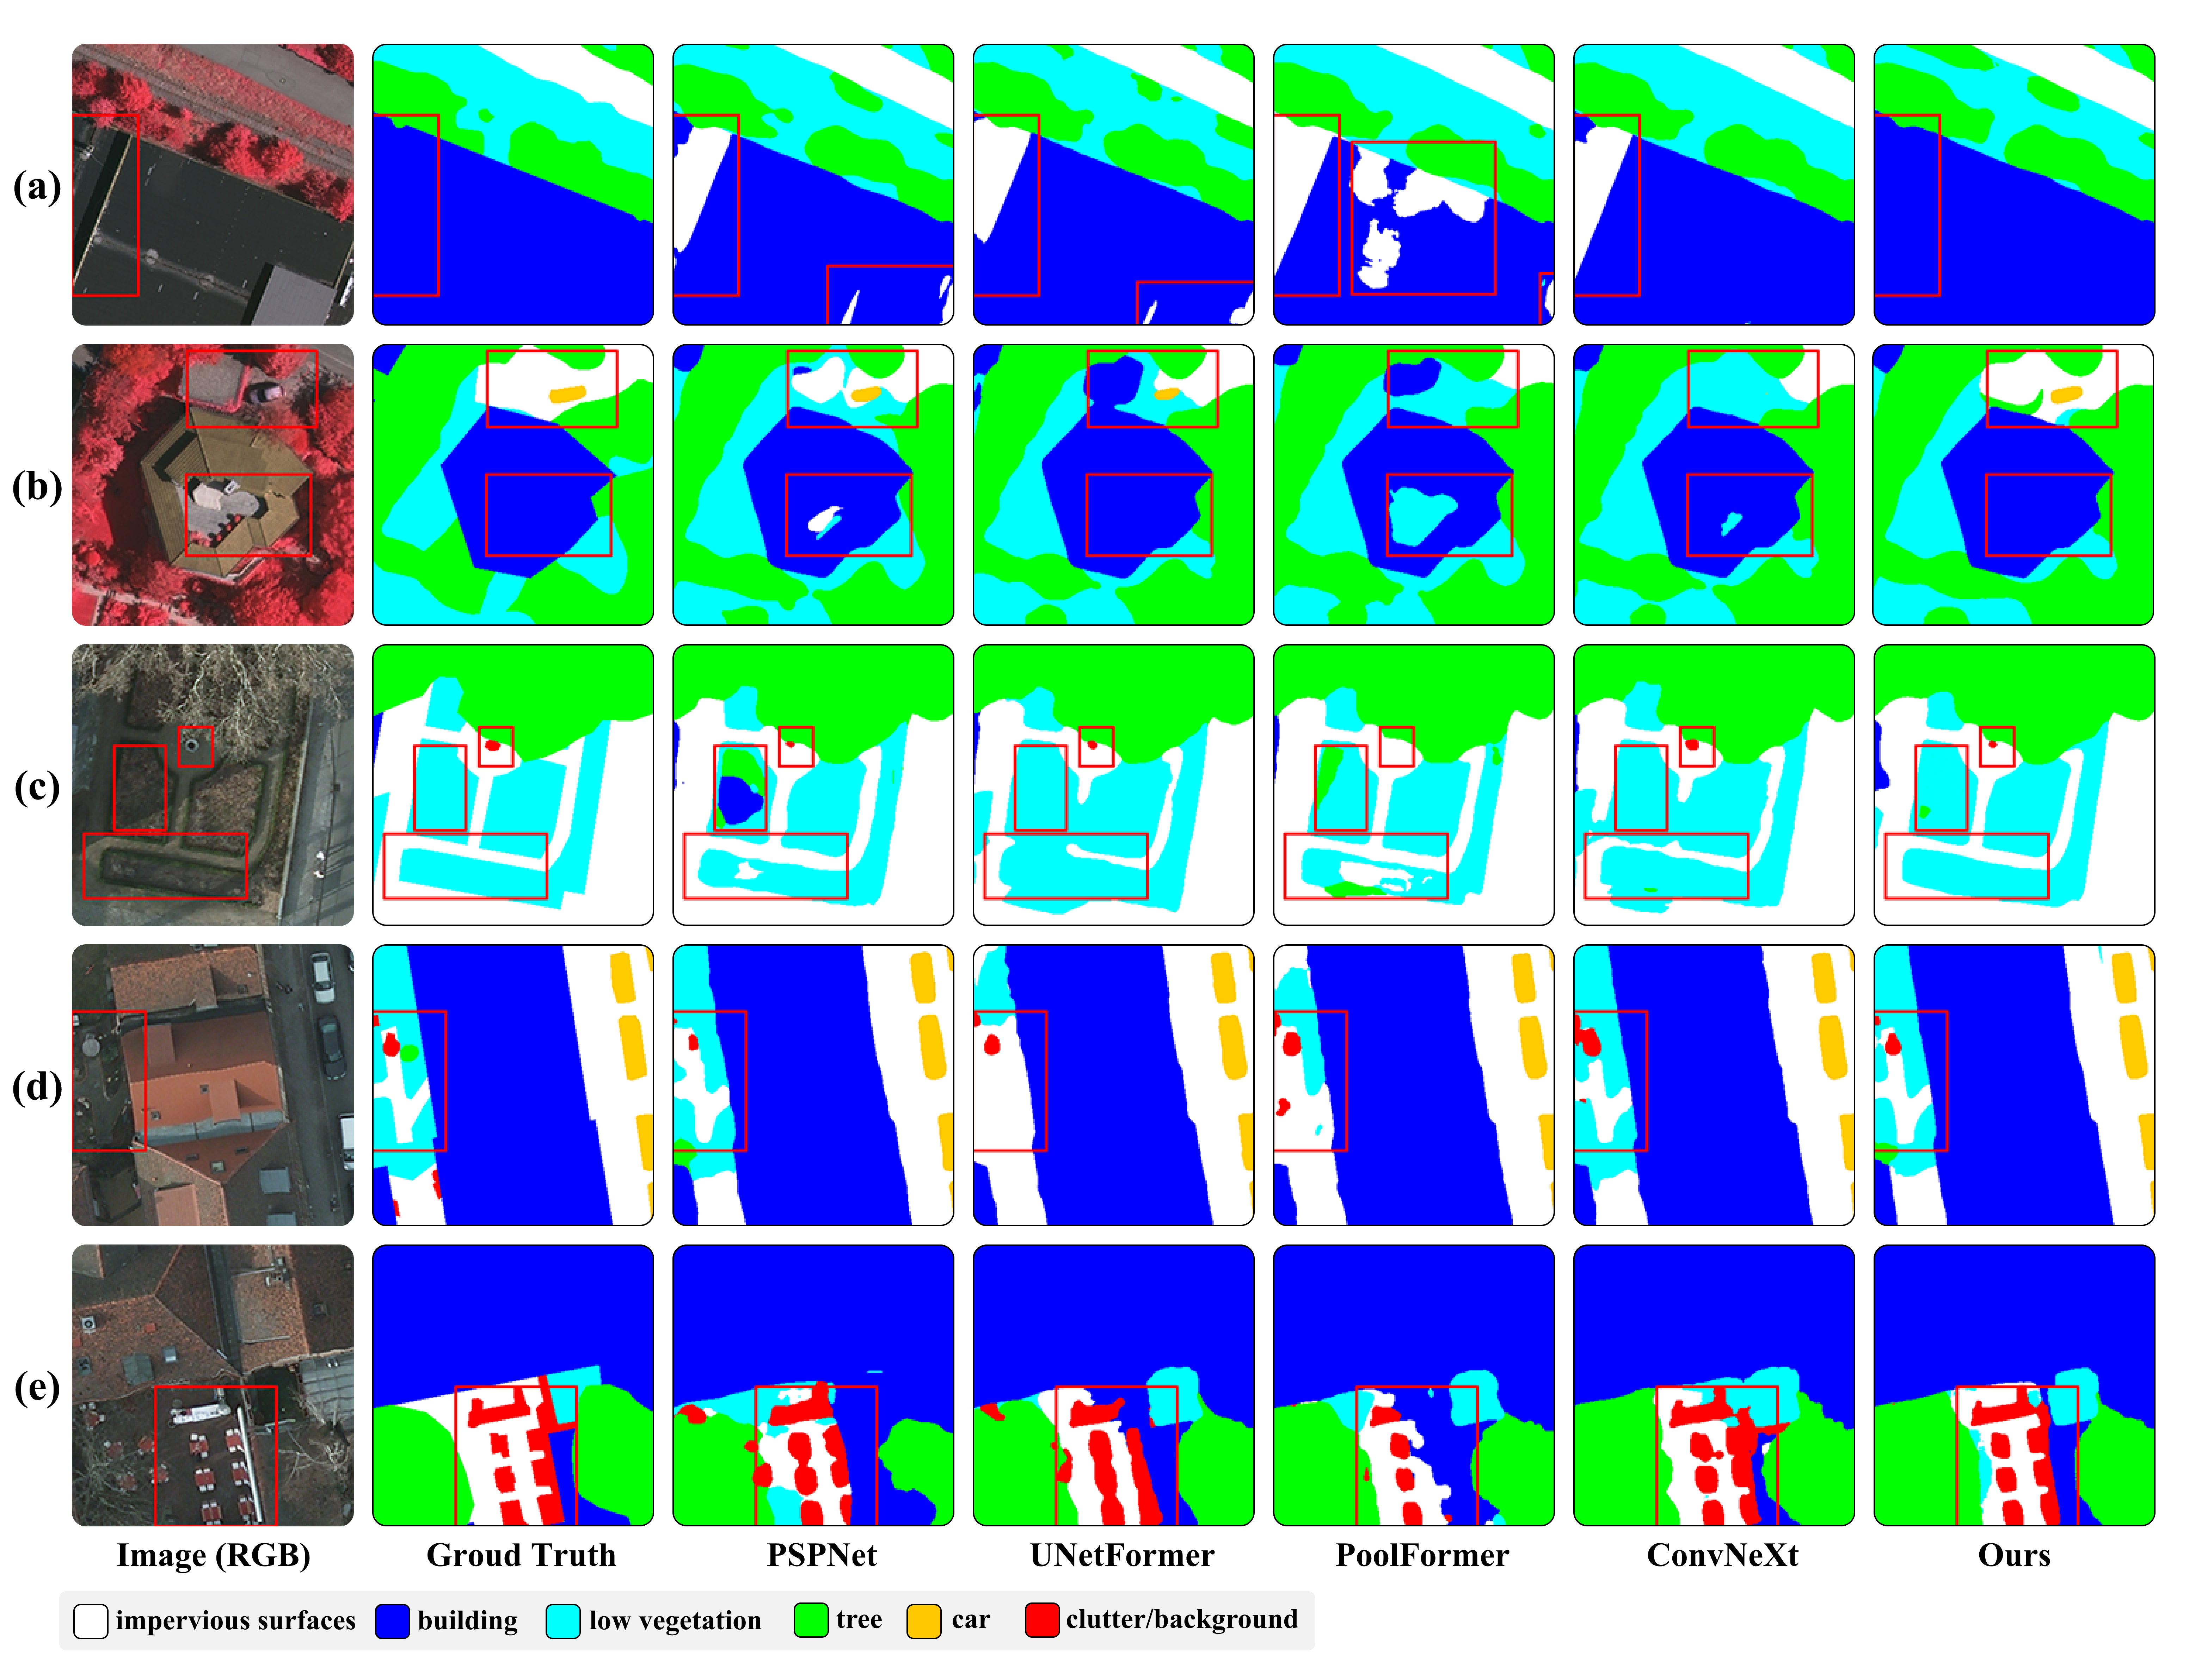 (a)
(b)
(c)
(d)
(e)
Image (RGB) Groud Truth PSPNet UNetFormer PoolFormer ConvNeXt Ours
impervious surfaces building low vegetation tree car clutter/background